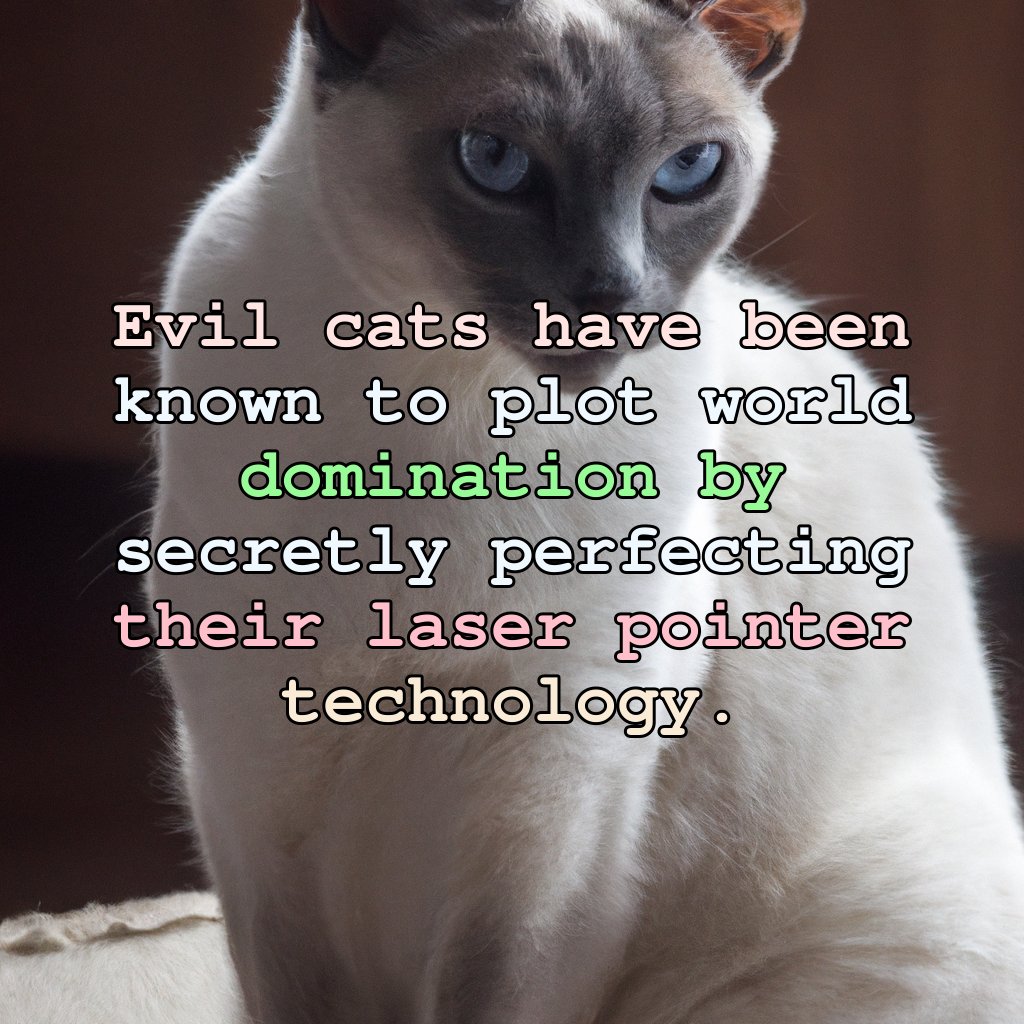 Evil cats have been
known to plot world
domination by
secretly perfecting
their laser pointer
technology.